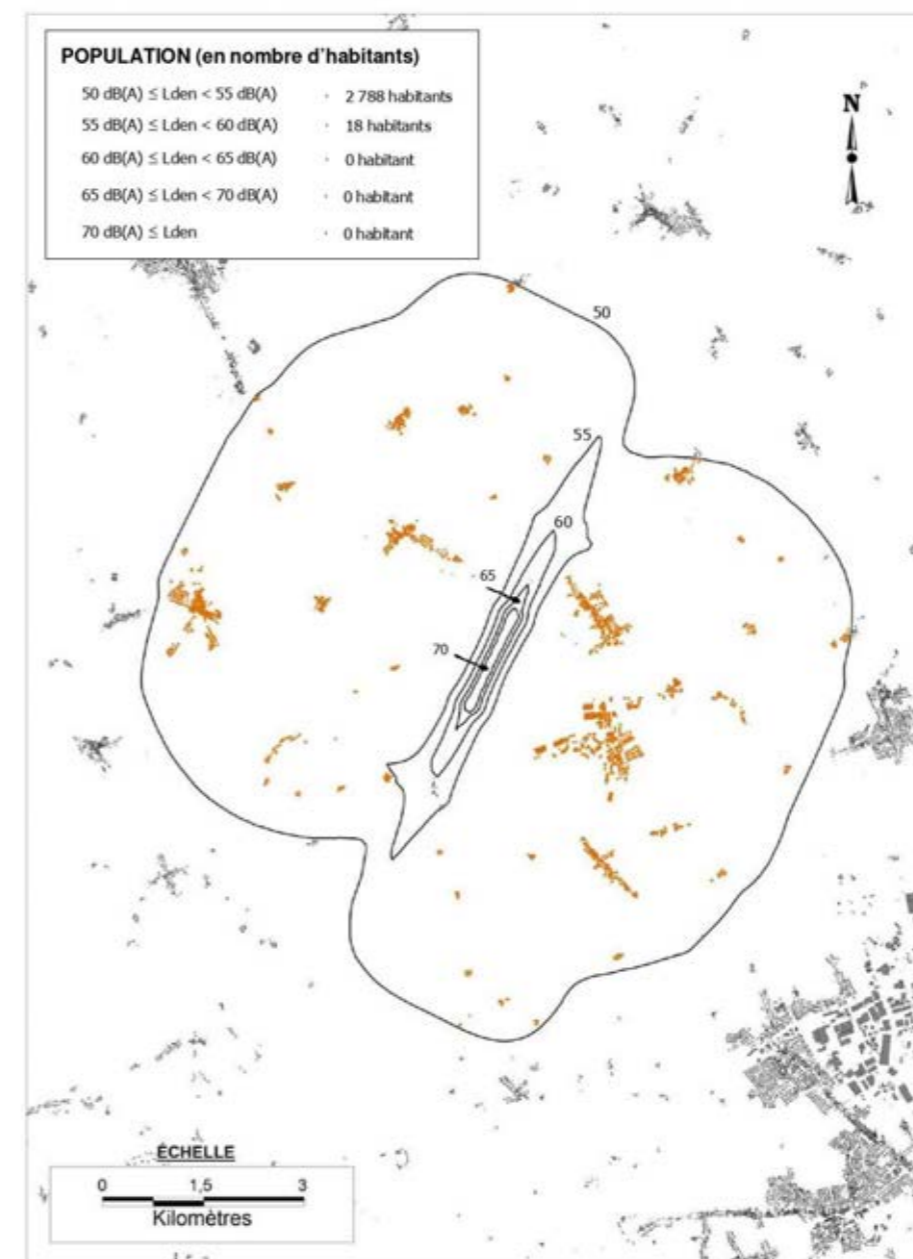 POPULATION (en nombre d'habitants)
50 dB(A) ≤ Lden < 55 dB(A) · 2 788 habitants
55 dB(A) ≤ Lden < 60 dB(A) · 18 habitants
60 dB(A) ≤ Lden < 65 dB(A) · 0 habitant
65 dB(A) ≤ Lden < 70 dB(A) · 0 habitant
70 dB(A) ≤ Lden · 0 habitant
N
50
55
60
65
70
ÉCHELLE
0 1,5 3
Kilomètres